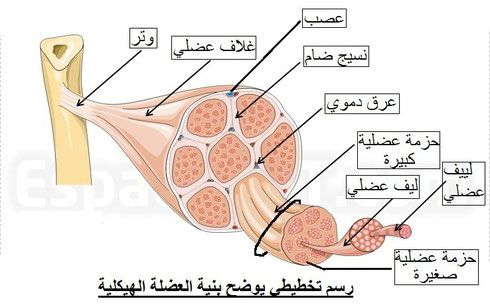 عصب
غلاف عضلي
وتر
نسيج ضام
عرق دموي
حزمة عضلية
كبيرة
لييف
عضلي
ليف عضلي
حزمة عضلية
صغيرة
رسم تخطيطي يوضح بنية العضلة الهيكلية